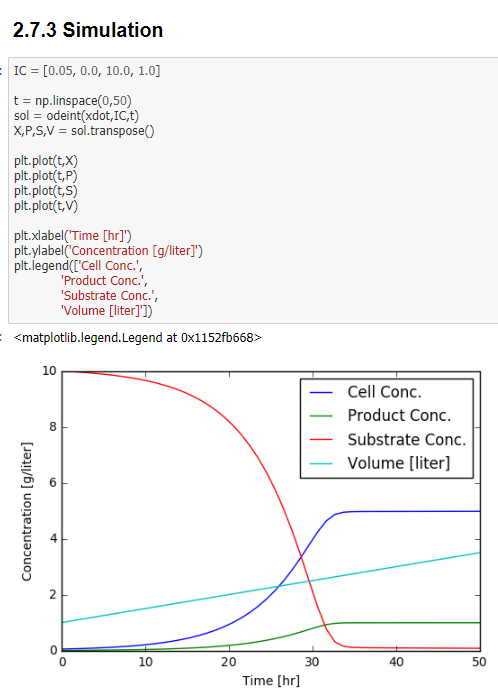 2.7.3 Simulation
IC = [0.05, 0.0, 10.0, 1.0]
t = np.linspace(0,50)
sol = odeint(xdot,IC,t)
X,P,S,V = sol.transpose()
plt.plot(t,X)
plt.plot(t,P)
plt.plot(t,S)
plt.plot(t,V)
plt.xlabel('Time [hr]')
plt.ylabel('Concentration [g/liter]')
plt.legend(['Cell Conc.',
'Product Conc.',
'Substrate Conc.',
'Volume [liter]'])
<matplotlib.legend.Legend at 0x1152fb668>
10
8
6
4
2
0
Concentration [g/liter]
Cell Conc.
Product Conc.
Substrate Conc.
Volume [liter]
0 10 20 30 40 50
Time [hr]